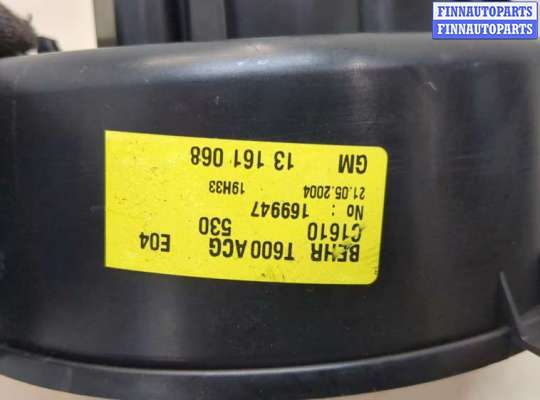 FINNAUTOPARTS
FINNAUTOPARTS
BEHR T600 ACG E04
C1610 530
No : 169947
21.05.2004 19H33
GM 13 161 068